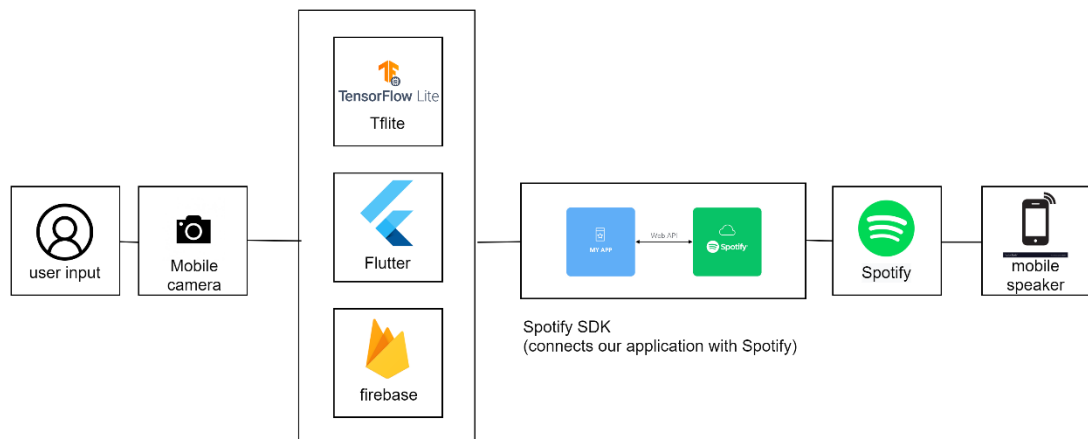 user input
Mobile
camera
TensorFlow Lite
Tflite
Flutter
firebase
MY APP
Web API
Spotify
Spotify SDK
(connects our application with Spotify)
Spotify
mobile
speaker